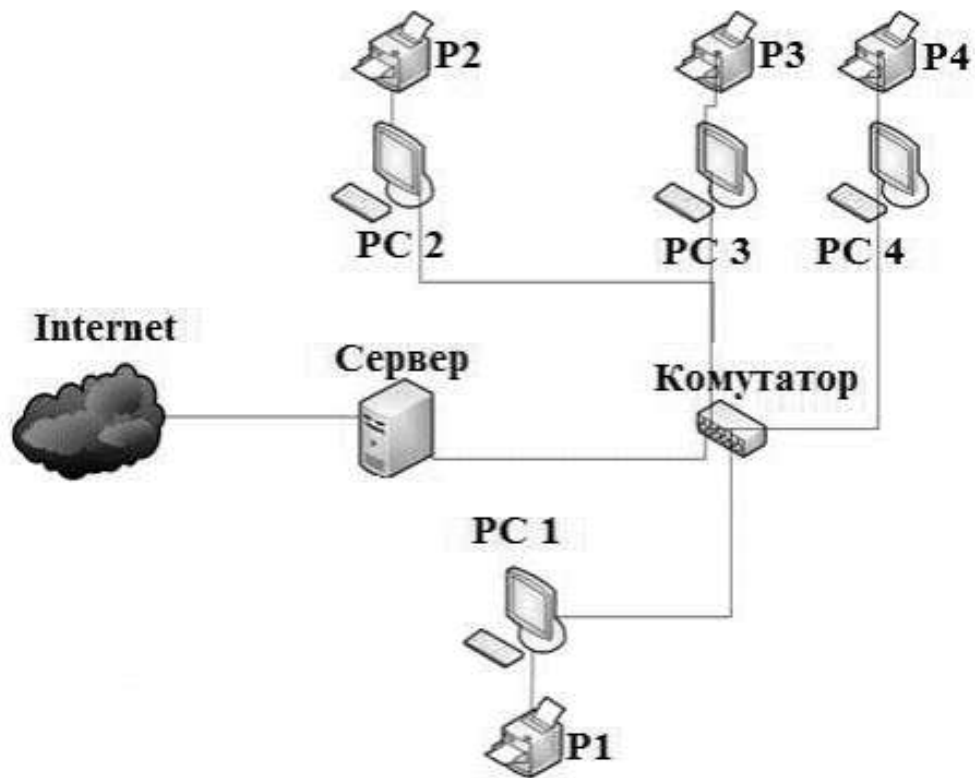 P2
P3
P4
PC 2
PC 3
PC 4
Internet
Сервер
Комутатор
PC 1
P1